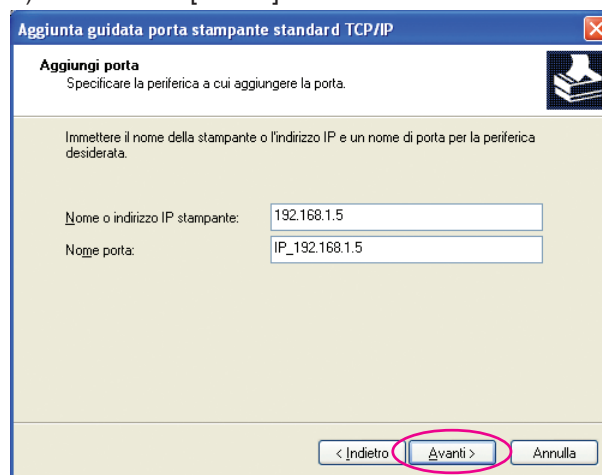 Aggiunta guidata porta stampante standard TCP/IP
Aggiungi porta
Specificare la periferica a cui aggiungere la porta.
Immettere il nome della stampante o l'indirizzo IP e un nome di porta per la periferica
desiderata.
Nome o indirizzo IP stampante: 192.168.1.5
Nome porta: IP_192.168.1.5
< Indietro Avanti > Annulla